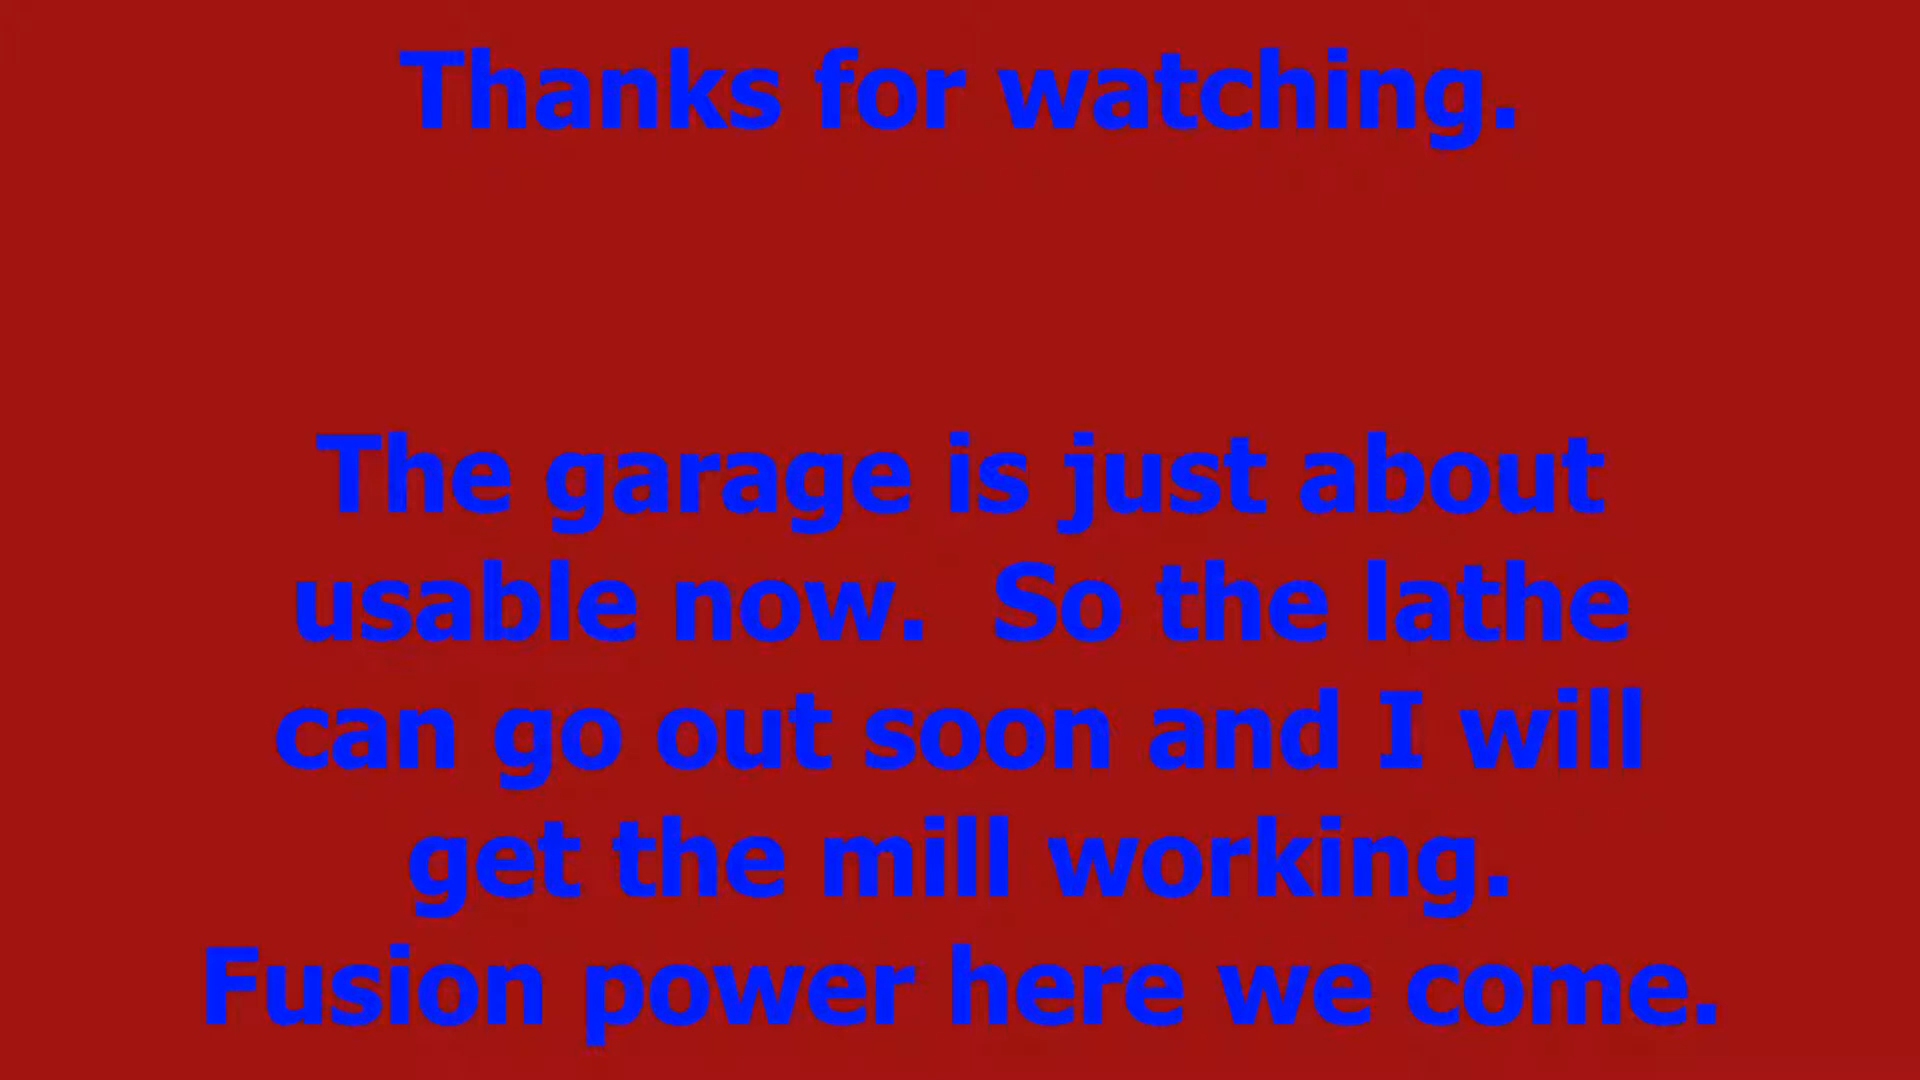 Thanks for watching.
The garage is just about
usable now.  So the lathe
can go out soon and I will
get the mill working.
Fusion power here we come.